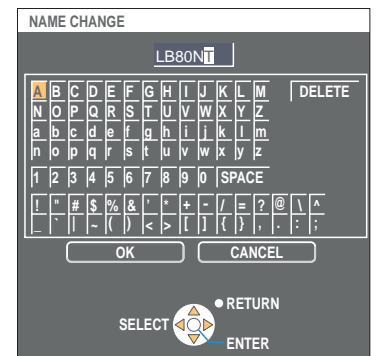 NAME CHANGE
LB80NT
A B C D E F G H I J K L M DELETE
N O P Q R S T U V W X Y Z
a b c d e f g h i j k l m
n o p q r s t u v w x y z
1 2 3 4 5 6 7 8 9 0 SPACE
! " # $ % & ' * + - / = ? @ \ ^
_ ` | ~ ( ) < > [ ] { } , . : ;
OK CANCEL
RETURN
SELECT
ENTER